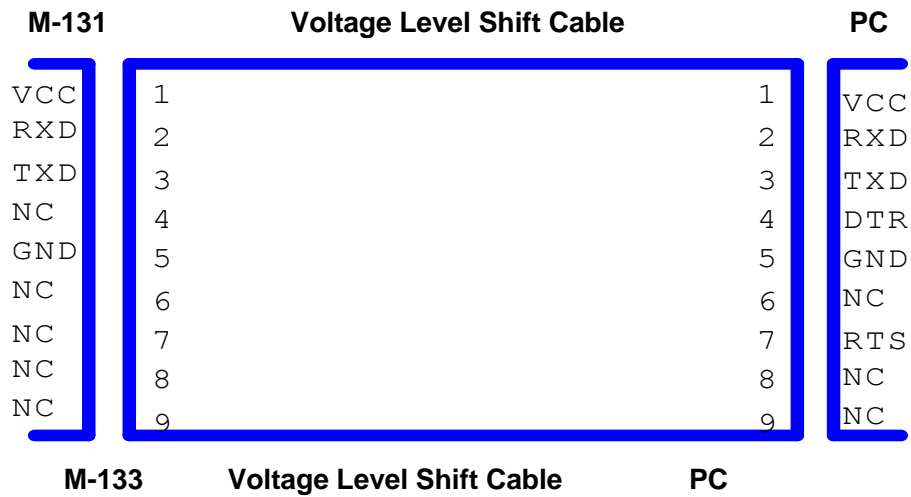 M-131 Voltage Level Shift Cable PC
VCC 1 1 VCC
RXD 2 2 RXD
TXD 3 3 TXD
NC 4 4 DTR
GND 5 5 GND
NC 6 6 NC
NC 7 7 RTS
NC 8 8 NC
NC 9 9 NC
M-133 Voltage Level Shift Cable PC